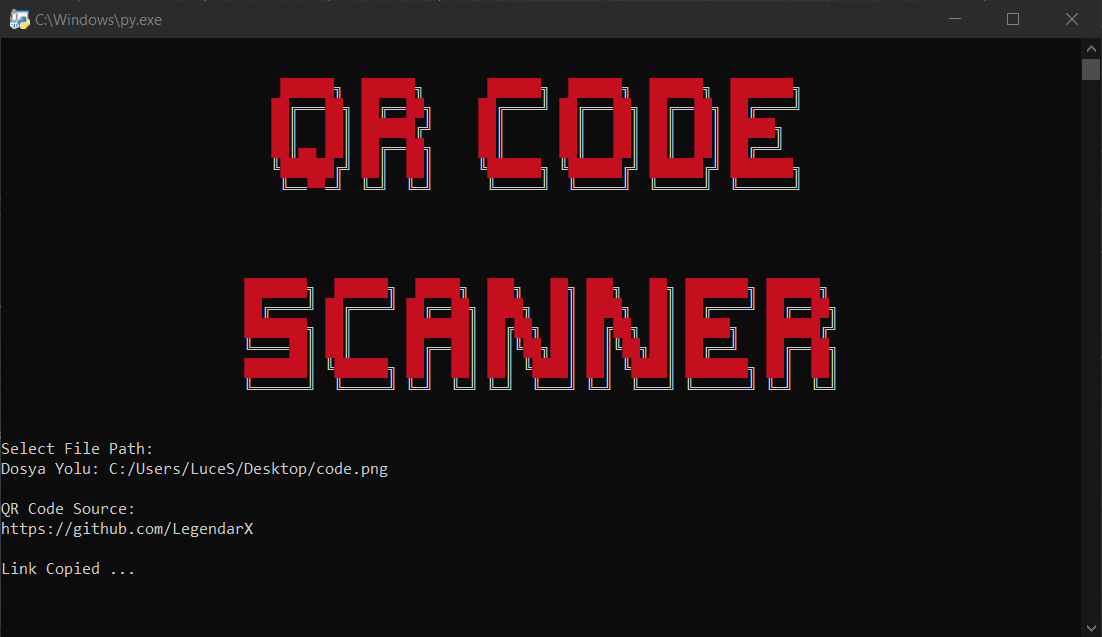 C:\Windows\py.exe
QR CODE
SCANNER
Select File Path:
Dosya Yolu: C:/Users/LuceS/Desktop/code.png
QR Code Source:
https://github.com/LegendarX
Link Copied ...